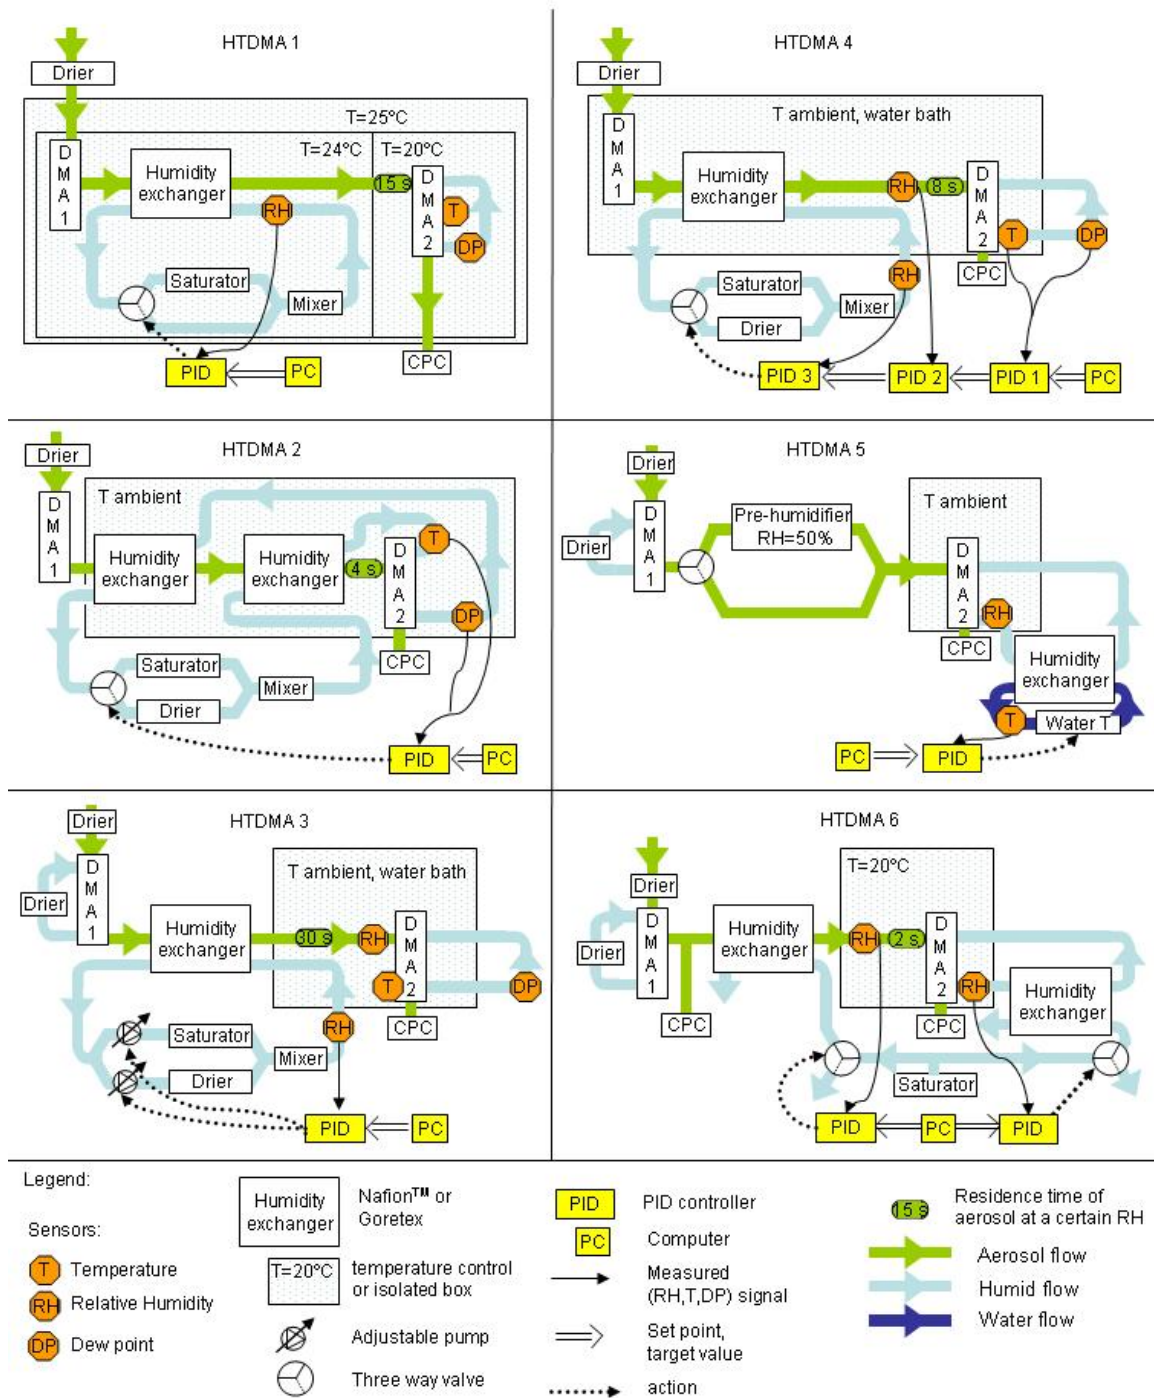 HTDMA 1
Drier
T=25°C
T=24°C
T=20°C
D
M
A
1
Humidity
exchanger
15 s
D
M
A
2
T
RH
DP
Saturator
Mixer
CPC
PID
PC
HTDMA 4
Drier
T ambient, water bath
D
M
A
1
Humidity
exchanger
RH
8 s
D
M
A
2
T
DP
CPC
RH
Saturator
Mixer
Drier
PID 3
PID 2
PID 1
PC
HTDMA 2
Drier
T ambient
D
M
A
1
Humidity
exchanger
Humidity
exchanger
4 s
D
M
A
2
T
DP
CPC
Saturator
Mixer
Drier
PID
PC
HTDMA 5
Drier
D
M
A
1
Drier
Pre-humidifier
RH=50%
T ambient
D
M
A
2
RH
CPC
Humidity
exchanger
T
Water T
PC
PID
HTDMA 3
Drier
D
M
A
1
Drier
T ambient, water bath
Humidity
exchanger
30 s
RH
D
M
A
2
T
DP
CPC
RH
Saturator
Mixer
Drier
PID
PC
HTDMA 6
Drier
D
M
A
1
Drier
T=20°C
Humidity
exchanger
RH
2 s
D
M
A
2
RH
CPC
CPC
Humidity
exchanger
Saturator
PID
PC
PID
Legend:
Sensors:
T Temperature
RH Relative Humidity
DP Dew point
Humidity
exchanger
Nafion™ or
Goretex
T=20°C
temperature control
or isolated box
Adjustable pump
Three way valve
PID PID controller
PC Computer
Measured
(RH,T,DP) signal
Set point,
target value
action
15 s
Residence time of
aerosol at a certain RH
Aerosol flow
Humid flow
Water flow